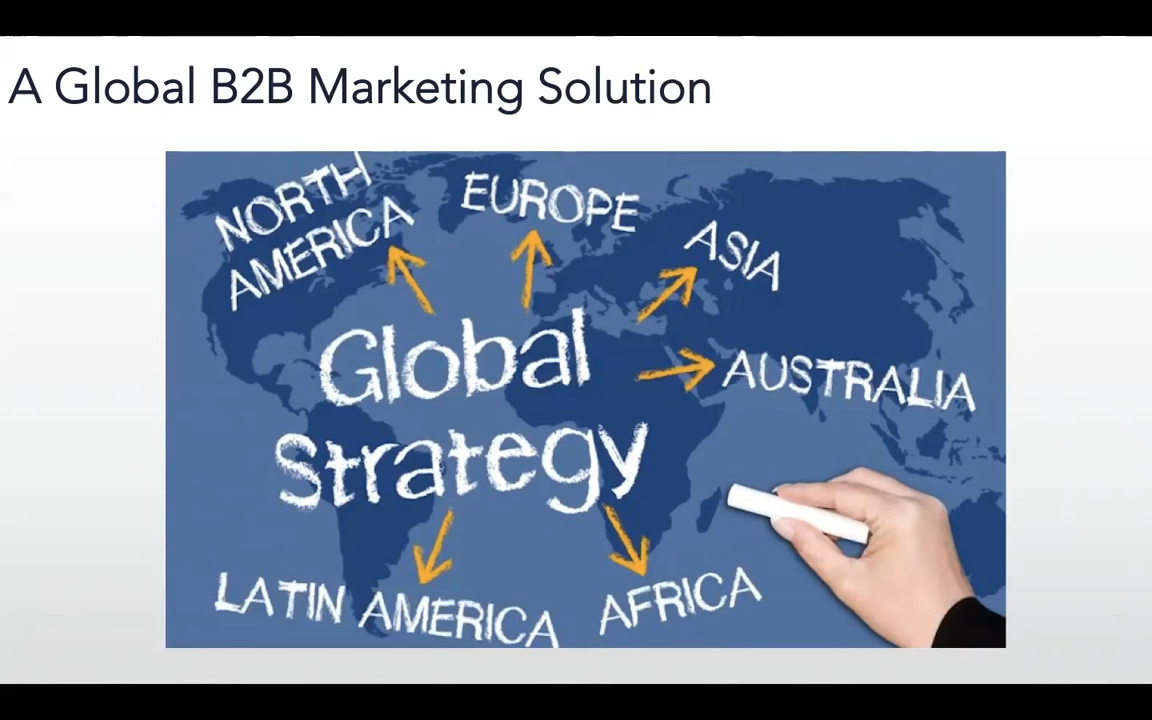 A Global B2B Marketing Solution
NORTH
AMERICA
EUROPE
ASIA
Global
Strategy
AUSTRALIA
LATIN AMERICA
AFRICA